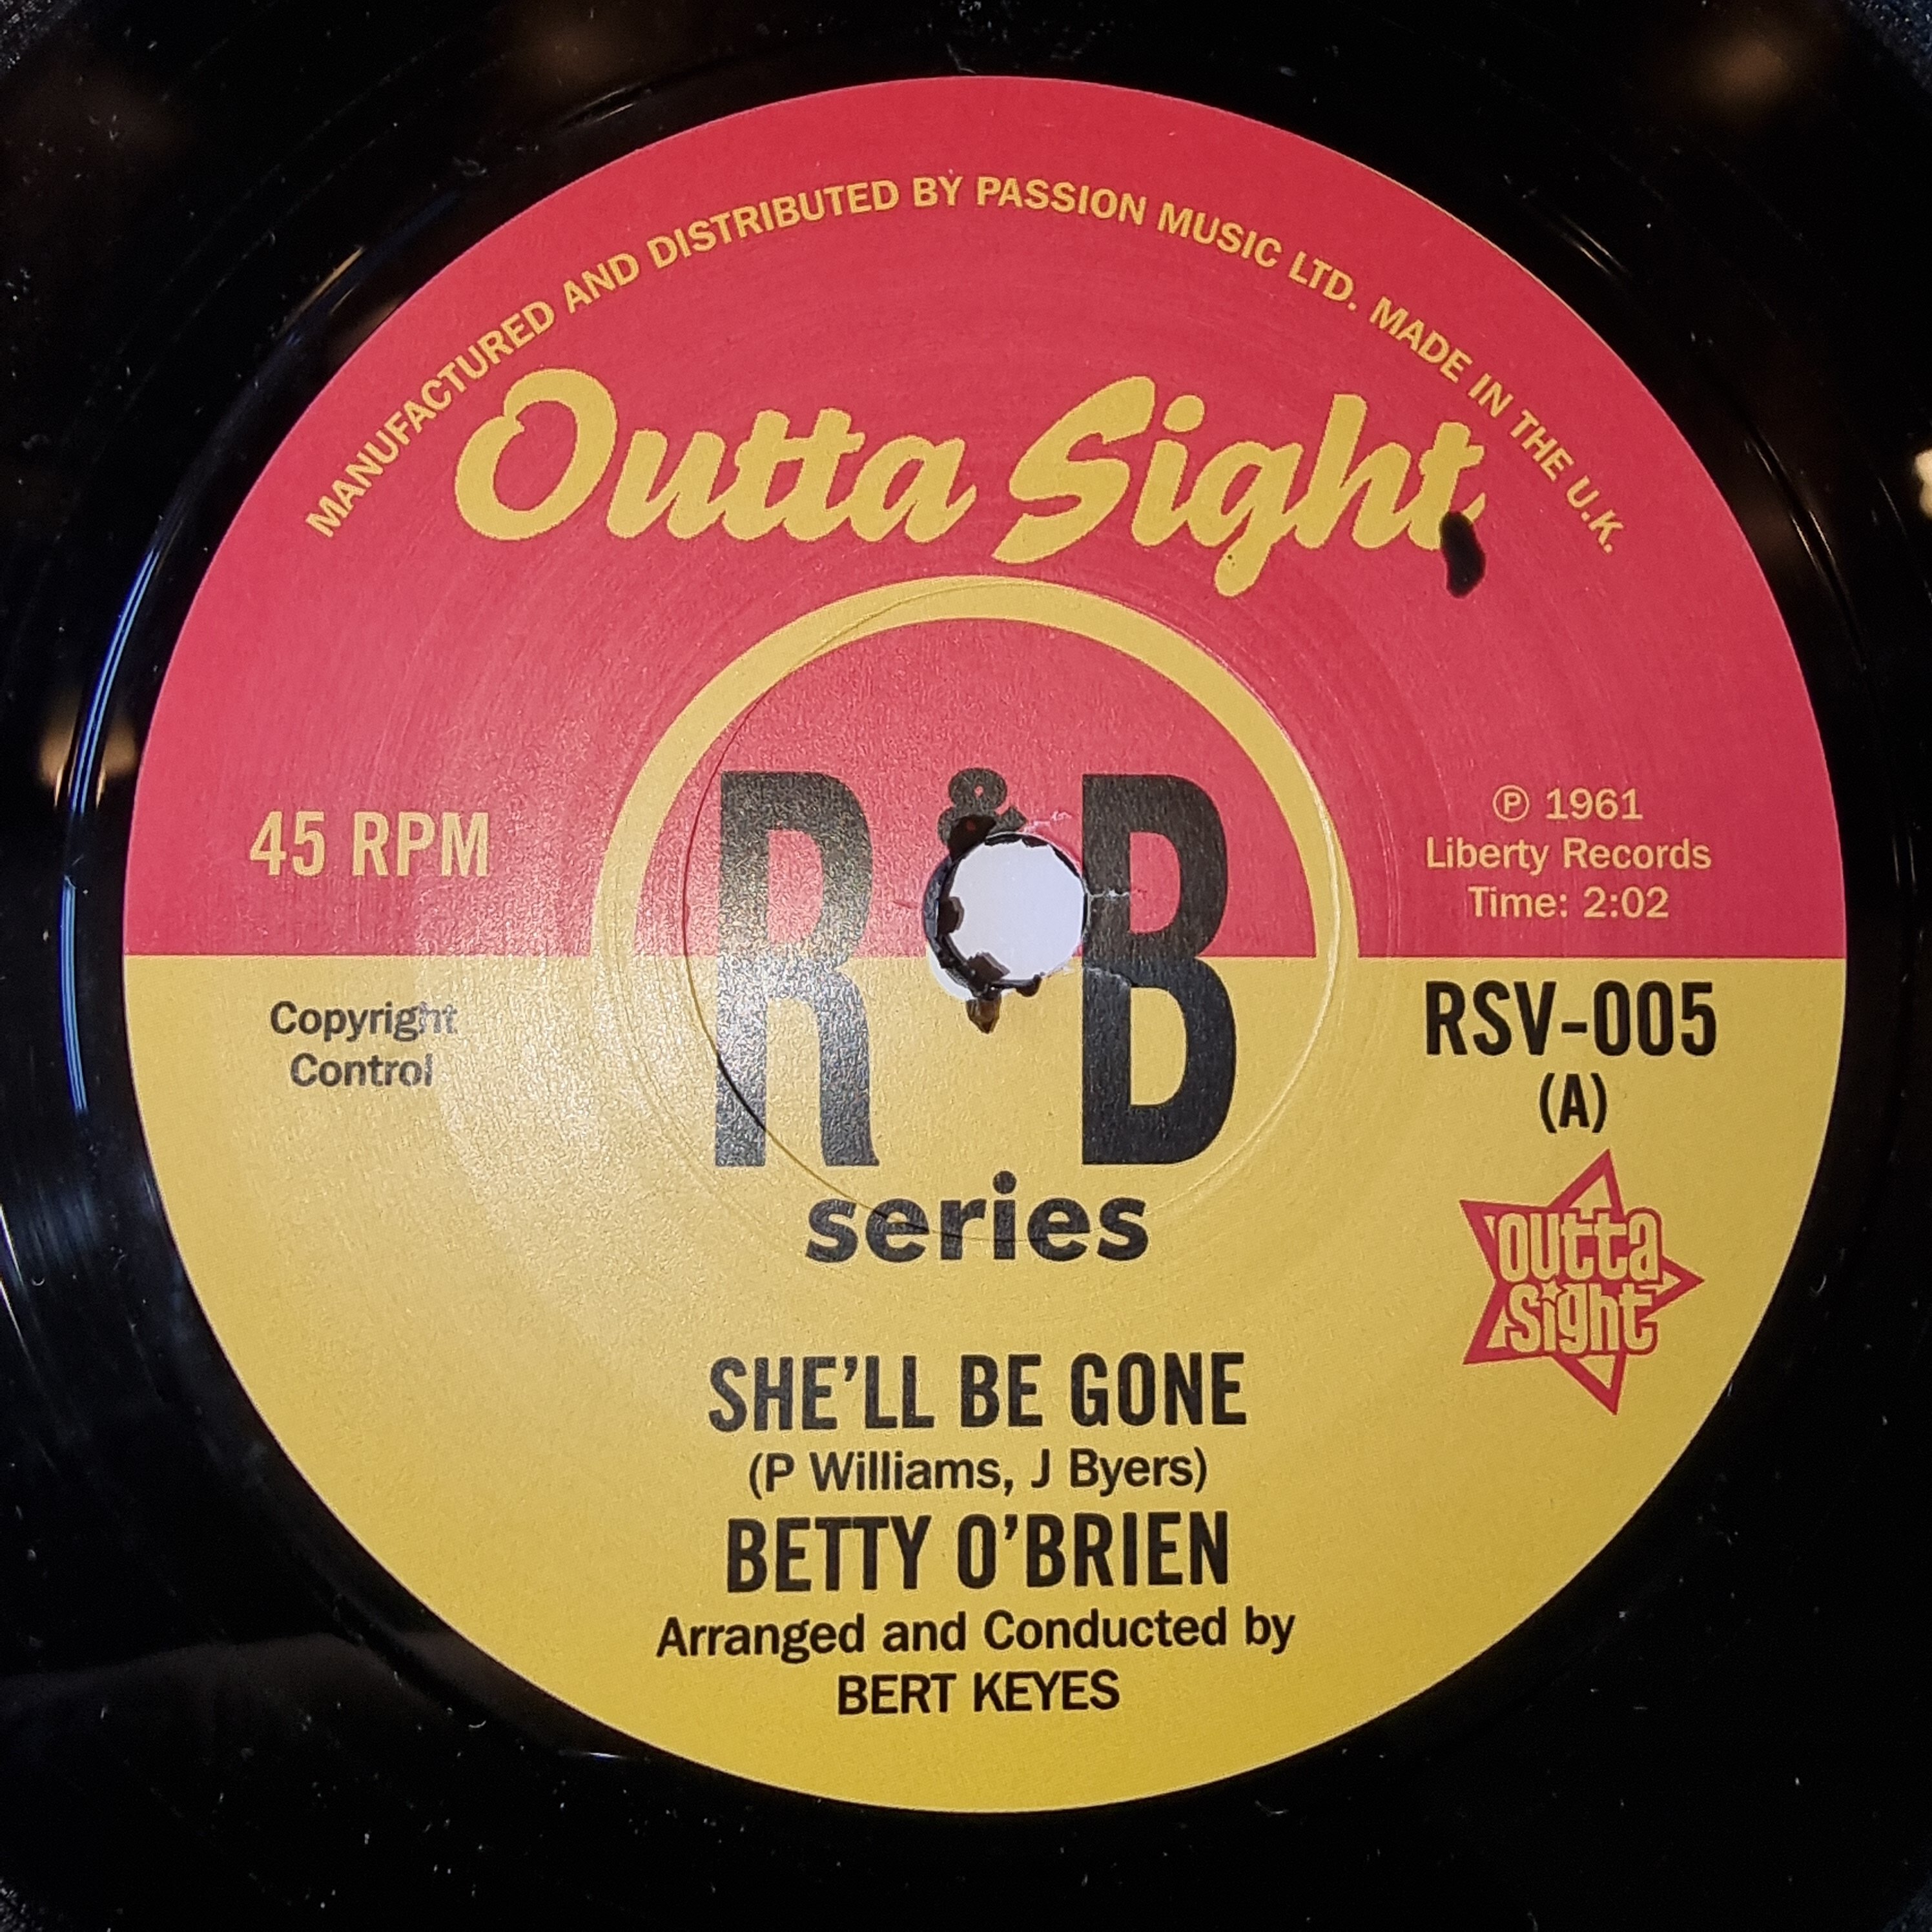 MANUFACTURED AND DISTRIBUTED BY PASSION MUSIC LTD. MADE IN THE U.K.
Outta Sight
R&B
series
45 RPM
℗ 1961
Liberty Records
Time: 2:02
Copyright
Control
RSV-005
(A)
outta
sight
SHE'LL BE GONE
(P Williams, J Byers)
BETTY O'BRIEN
Arranged and Conducted by
BERT KEYES